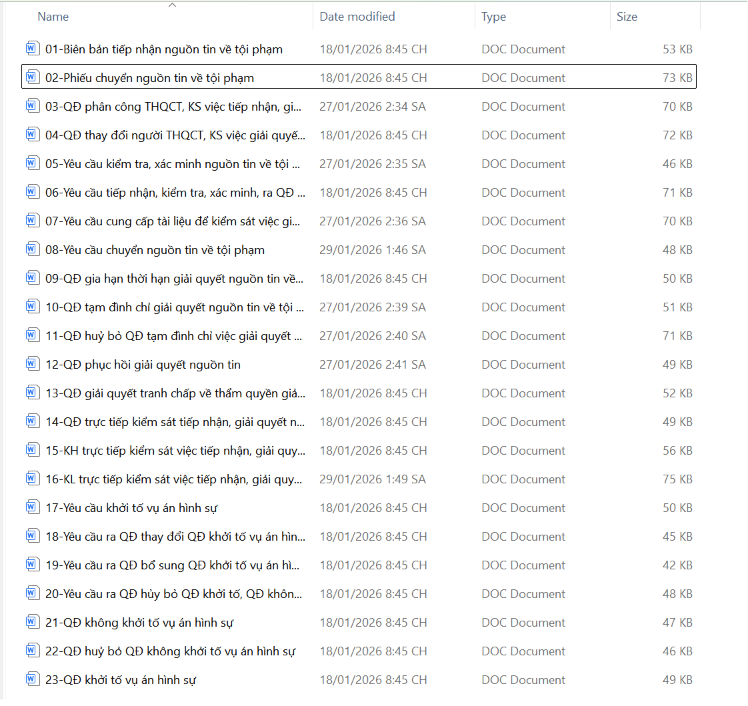 Name Date modified Type Size
01-Biên bản tiếp nhận nguồn tin về tội phạm 18/01/2026 8:45 CH DOC Document 53 KB
02-Phiếu chuyển nguồn tin về tội phạm 18/01/2026 8:45 CH DOC Document 73 KB
03-QĐ phân công THQCT, KS việc tiếp nhận, gi... 27/01/2026 2:34 SA DOC Document 70 KB
04-QĐ thay đổi người THQCT, KS việc giải quyế... 18/01/2026 8:45 CH DOC Document 72 KB
05-Yêu cầu kiểm tra, xác minh nguồn tin về tội ... 27/01/2026 2:35 SA DOC Document 46 KB
06-Yêu cầu tiếp nhận, kiểm tra, xác minh, ra QĐ ... 18/01/2026 8:45 CH DOC Document 71 KB
07-Yêu cầu cung cấp tài liệu để kiểm sát việc gi... 27/01/2026 2:36 SA DOC Document 70 KB
08-Yêu cầu chuyển nguồn tin về tội phạm 29/01/2026 1:46 SA DOC Document 48 KB
09-QĐ gia hạn thời hạn giải quyết nguồn tin về... 18/01/2026 8:45 CH DOC Document 50 KB
10-QĐ tạm đình chỉ giải quyết nguồn tin về tội ... 27/01/2026 2:39 SA DOC Document 51 KB
11-QĐ huỷ bỏ QĐ tạm đình chỉ việc giải quyết ... 27/01/2026 2:40 SA DOC Document 71 KB
12-QĐ phục hồi giải quyết nguồn tin 27/01/2026 2:41 SA DOC Document 49 KB
13-QĐ giải quyết tranh chấp về thẩm quyền giả... 18/01/2026 8:45 CH DOC Document 52 KB
14-QĐ trực tiếp kiểm sát tiếp nhận, giải quyết n... 18/01/2026 8:45 CH DOC Document 49 KB
15-KH trực tiếp kiểm sát việc tiếp nhận, giải quy... 18/01/2026 8:45 CH DOC Document 56 KB
16-KL trực tiếp kiểm sát việc tiếp nhận, giải quy... 29/01/2026 1:49 SA DOC Document 75 KB
17-Yêu cầu khởi tố vụ án hình sự 18/01/2026 8:45 CH DOC Document 50 KB
18-Yêu cầu ra QĐ thay đổi QĐ khởi tố vụ án hìn... 18/01/2026 8:45 CH DOC Document 45 KB
19-Yêu cầu ra QĐ bổ sung QĐ khởi tố vụ án hì... 18/01/2026 8:45 CH DOC Document 42 KB
20-Yêu cầu ra QĐ hủy bỏ QĐ khởi tố, QĐ khôn... 18/01/2026 8:45 CH DOC Document 48 KB
21-QĐ không khởi tố vụ án hình sự 18/01/2026 8:45 CH DOC Document 47 KB
22-QĐ huỷ bỏ QĐ không khởi tố vụ án hình sự 18/01/2026 8:45 CH DOC Document 46 KB
23-QĐ khởi tố vụ án hình sự 18/01/2026 8:45 CH DOC Document 49 KB